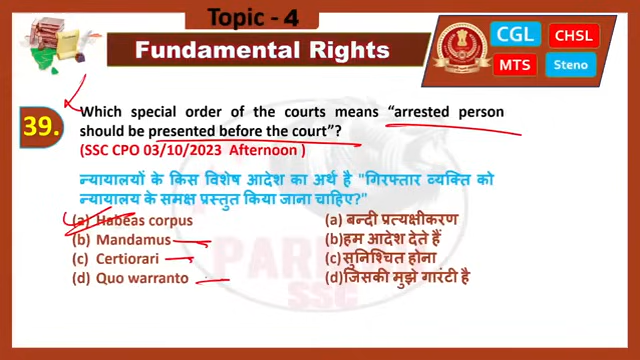 Topic - 4
Fundamental Rights
CGL
CHSL
MTS
Steno
39.
Which special order of the courts means “arrested person
should be presented before the court”?
(SSC CPO 03/10/2023 Afternoon )
न्यायालयों के किस विशेष आदेश का अर्थ है "गिरफ्तार व्यक्ति को
न्यायालय के समक्ष प्रस्तुत किया जाना चाहिए?"
(a) Habeas corpus
(b) Mandamus
(c) Certiorari
(d) Quo warranto
(a) बन्दी प्रत्यक्षीकरण
(b)हम आदेश देते हैं
(c)सुनिश्चित होना
(d)जिसकी मुझे गारंटी है
SSC